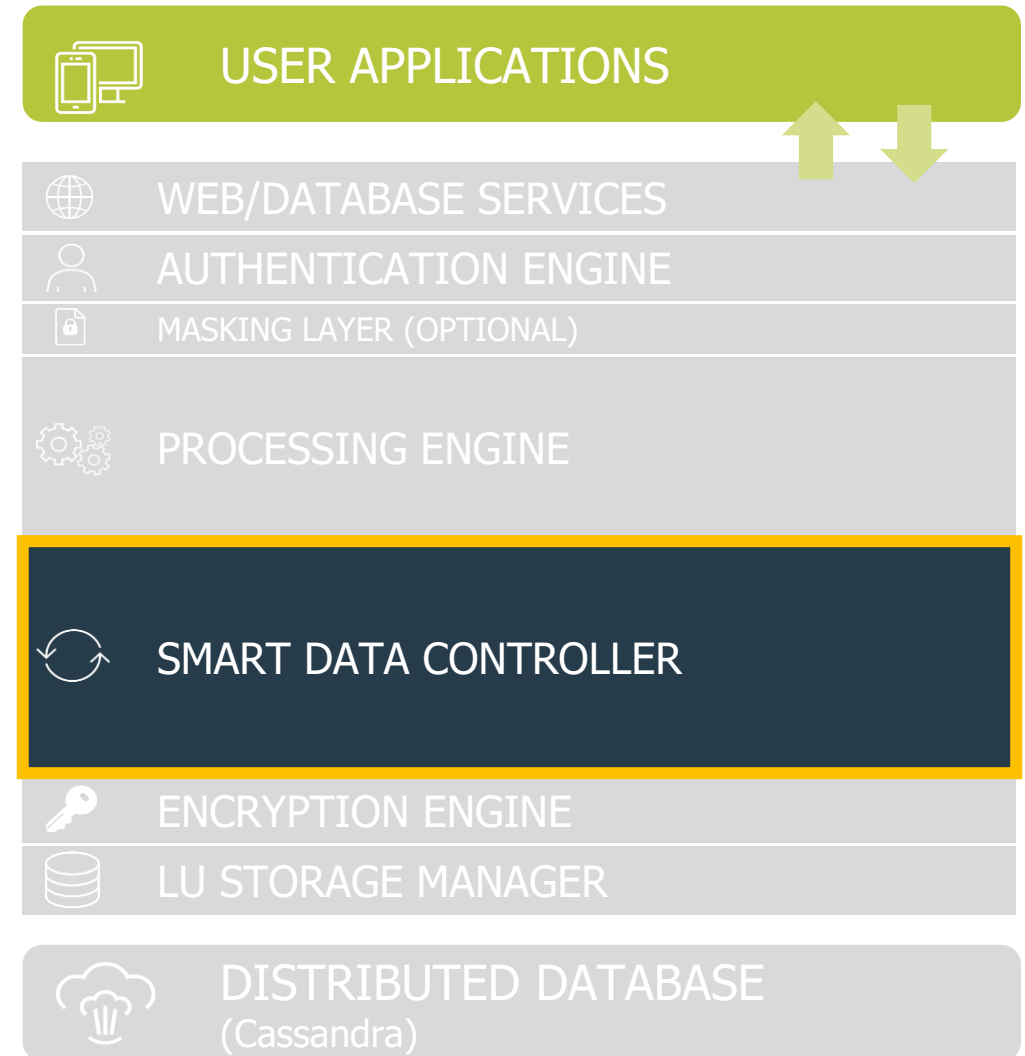 USER APPLICATIONS
WEB/DATABASE SERVICES
AUTHENTICATION ENGINE
MASKING LAYER (OPTIONAL)
PROCESSING ENGINE
SMART DATA CONTROLLER
ENCRYPTION ENGINE
LU STORAGE MANAGER
DISTRIBUTED DATABASE
(Cassandra)